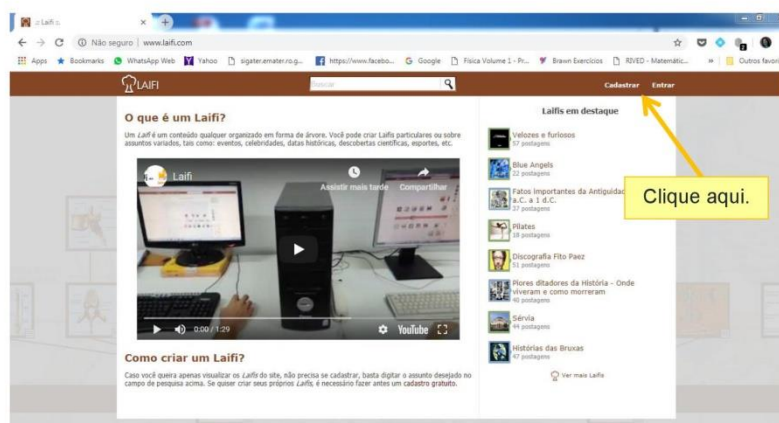 :: Laifi ::
Não seguro | www.laifi.com
Apps
Bookmarks
WhatsApp Web
Yahoo
sigater.emater.ro.g...
https://www.facebo...
Google
Física Volume 1 - Pr...
Brawn Exercícios
RIVED - Matemátic...
»
Outros favori
LAIFI
Buscar
Cadastrar Entrar
O que é um Laifi?
Um Laifi é um conteúdo qualquer organizado em forma de árvore. Você pode criar Laifis particulares ou sobre
assuntos variados, tais como: eventos, celebridades, datas históricas, descobertas científicas, esportes, etc.
Laifi
Assistir mais tarde Compartilhar
0:00 / 1:29
YouTube
Como criar um Laifi?
Caso você queira apenas visualizar os Laifis do site, não precisa se cadastrar, basta digitar o assunto desejado no
campo de pesquisa acima. Se quiser criar seus próprios Laifis, é necessário fazer antes um cadastro gratuito.
Laifis em destaque
Velozes e furiosos
57 postagens
Blue Angels
22 postagens
Fatos importantes da Antiguidad
a.C. a 1 d.C.
27 postagens
Pilates
18 postagens
Discografia Fito Paez
51 postagens
Piores ditadores da História - Onde
viveram e como morreram
40 postagens
Sérvia
44 postagens
Histórias das Bruxas
47 postagens
Ver mais Laifis
Clique aqui.